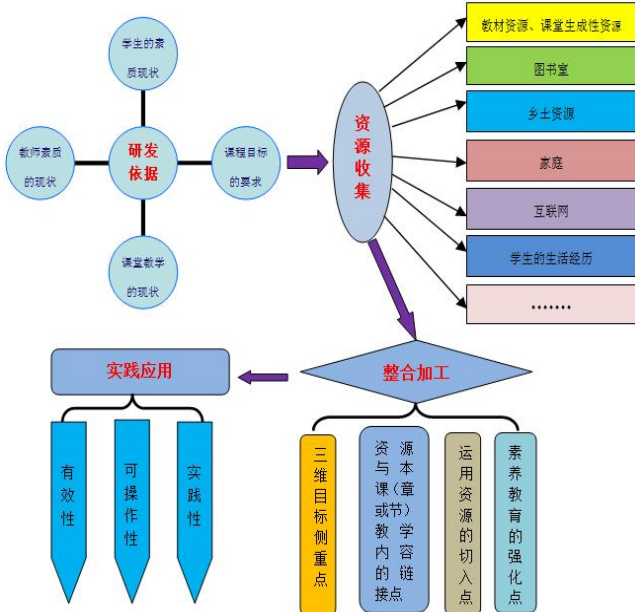 学生的素
质现状
教师素质
的现状
研发
依据
课程目标
的要求
课堂教学
的现状
资源收集
教材资源、课堂生成性资源
图书室
乡土资源
家庭
互联网
学生的生活经历
.......
整合加工
实践应用
有效性
可操作性
实践性
三维目标侧重点
资源
与本
课(章
或节)
教学
内容
的链
接点
运用资源的切入点
素养教育的强化点